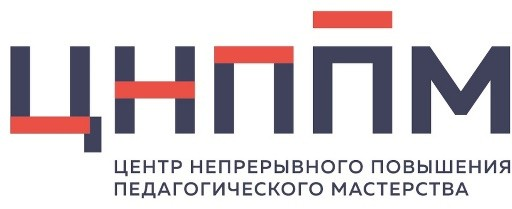 ЦНППМ
ЦЕНТР НЕПРЕРЫВНОГО ПОВЫШЕНИЯ
ПЕДАГОГИЧЕСКОГО МАСТЕРСТВА